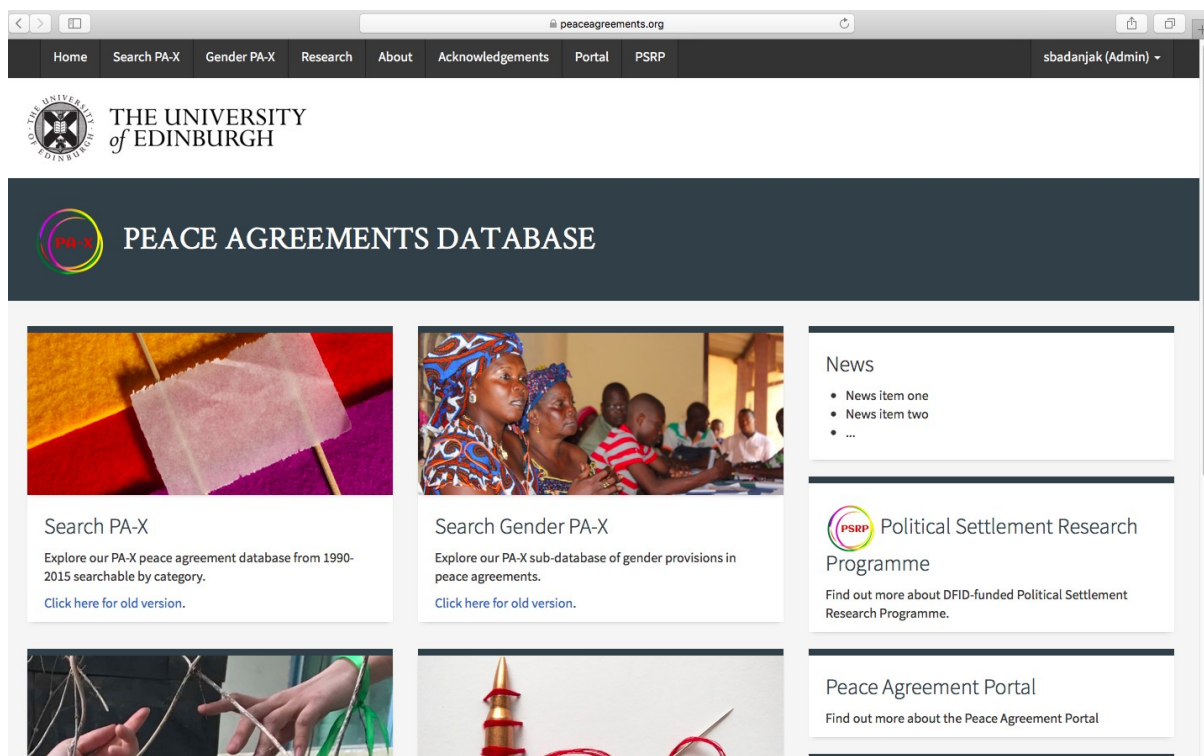 peaceagreements.org
Home Search PA-X Gender PA-X Research About Acknowledgements Portal PSRP sbadanjak (Admin)
THE UNIVERSITY
of EDINBURGH
PA-X PEACE AGREEMENTS DATABASE
Search PA-X
Explore our PA-X peace agreement database from 1990-
2015 searchable by category.
Click here for old version.
Search Gender PA-X
Explore our PA-X sub-database of gender provisions in
peace agreements.
Click here for old version.
News
• News item one
• News item two
• ...
PSRP Political Settlement Research
Programme
Find out more about DFID-funded Political Settlement
Research Programme.
Peace Agreement Portal
Find out more about the Peace Agreement Portal